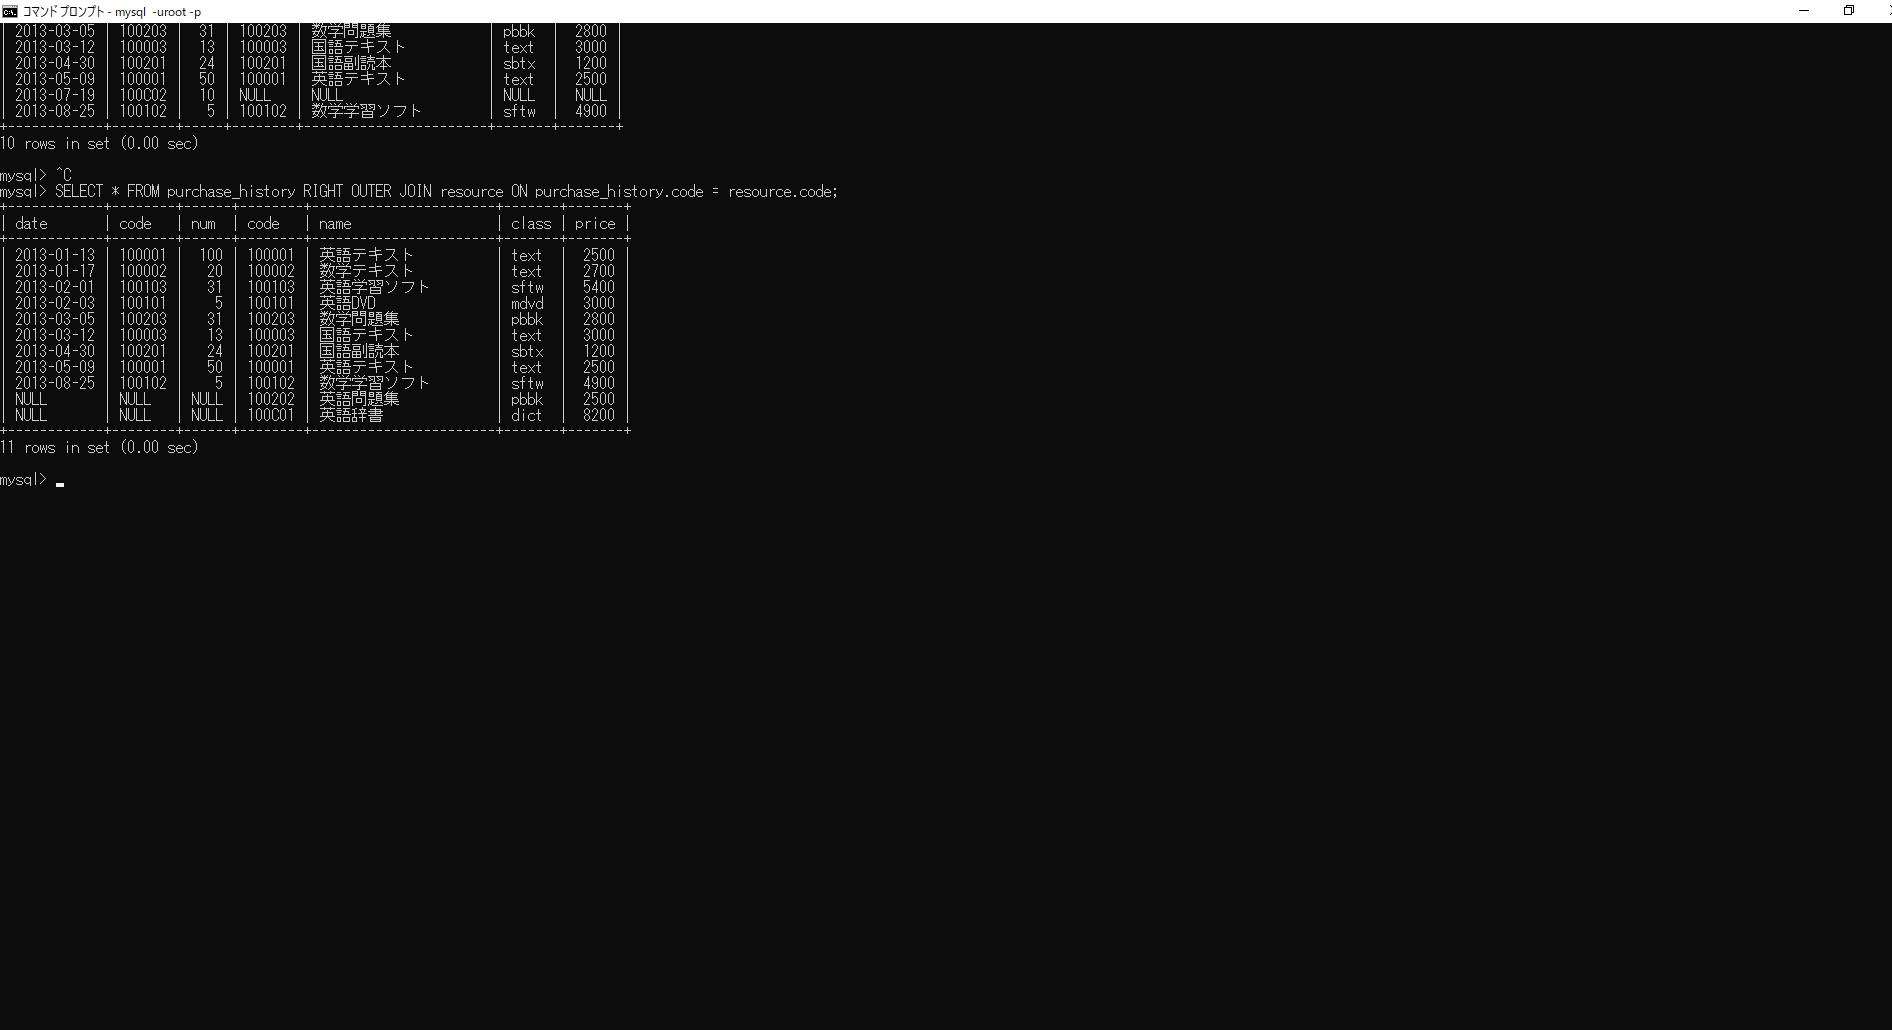 コマンド プロンプト - mysql  -uroot -p
| 2013-03-05 | 100203 |  31 | 100203 | 数学問題集             | pbbk  |  2800 |
| 2013-03-12 | 100003 |  13 | 100003 | 国語テキスト           | text  |  3000 |
| 2013-04-30 | 100201 |  24 | 100201 | 国語副読本             | sbtx  |  1200 |
| 2013-05-09 | 100001 |  50 | 100001 | 英語テキスト           | text  |  2500 |
| 2013-07-19 | 100C02 |  10 | NULL   | NULL                 | NULL  |  NULL |
| 2013-08-25 | 100102 |   5 | 100102 | 数学学習ソフト         | sftw  |  4900 |
+------------+--------+-----+--------+-----------------------+-------+-------+
10 rows in set (0.00 sec)
mysql> ^C
mysql> SELECT * FROM purchase_history RIGHT OUTER JOIN resource ON purchase_history.code = resource.code;
+------------+--------+------+--------+-----------------------+-------+-------+
| date       | code   | num  | code   | name                  | class | price |
+------------+--------+------+--------+-----------------------+-------+-------+
| 2013-01-13 | 100001 |  100 | 100001 | 英語テキスト           | text  |  2500 |
| 2013-01-17 | 100002 |   20 | 100002 | 数学テキスト           | text  |  2700 |
| 2013-02-01 | 100103 |   31 | 100103 | 英語学習ソフト         | sftw  |  5400 |
| 2013-02-03 | 100101 |    5 | 100101 | 英語DVD               | mdvd  |  3000 |
| 2013-03-05 | 100203 |   31 | 100203 | 数学問題集             | pbbk  |  2800 |
| 2013-03-12 | 100003 |   13 | 100003 | 国語テキスト           | text  |  3000 |
| 2013-04-30 | 100201 |   24 | 100201 | 国語副読本             | sbtx  |  1200 |
| 2013-05-09 | 100001 |   50 | 100001 | 英語テキスト           | text  |  2500 |
| 2013-08-25 | 100102 |    5 | 100102 | 数学学習ソフト         | sftw  |  4900 |
| NULL       | NULL   | NULL | 100202 | 英語問題集             | pbbk  |  2500 |
| NULL       | NULL   | NULL | 100C01 | 英語辞書               | dict  |  8200 |
+------------+--------+------+--------+-----------------------+-------+-------+
11 rows in set (0.00 sec)
mysql>